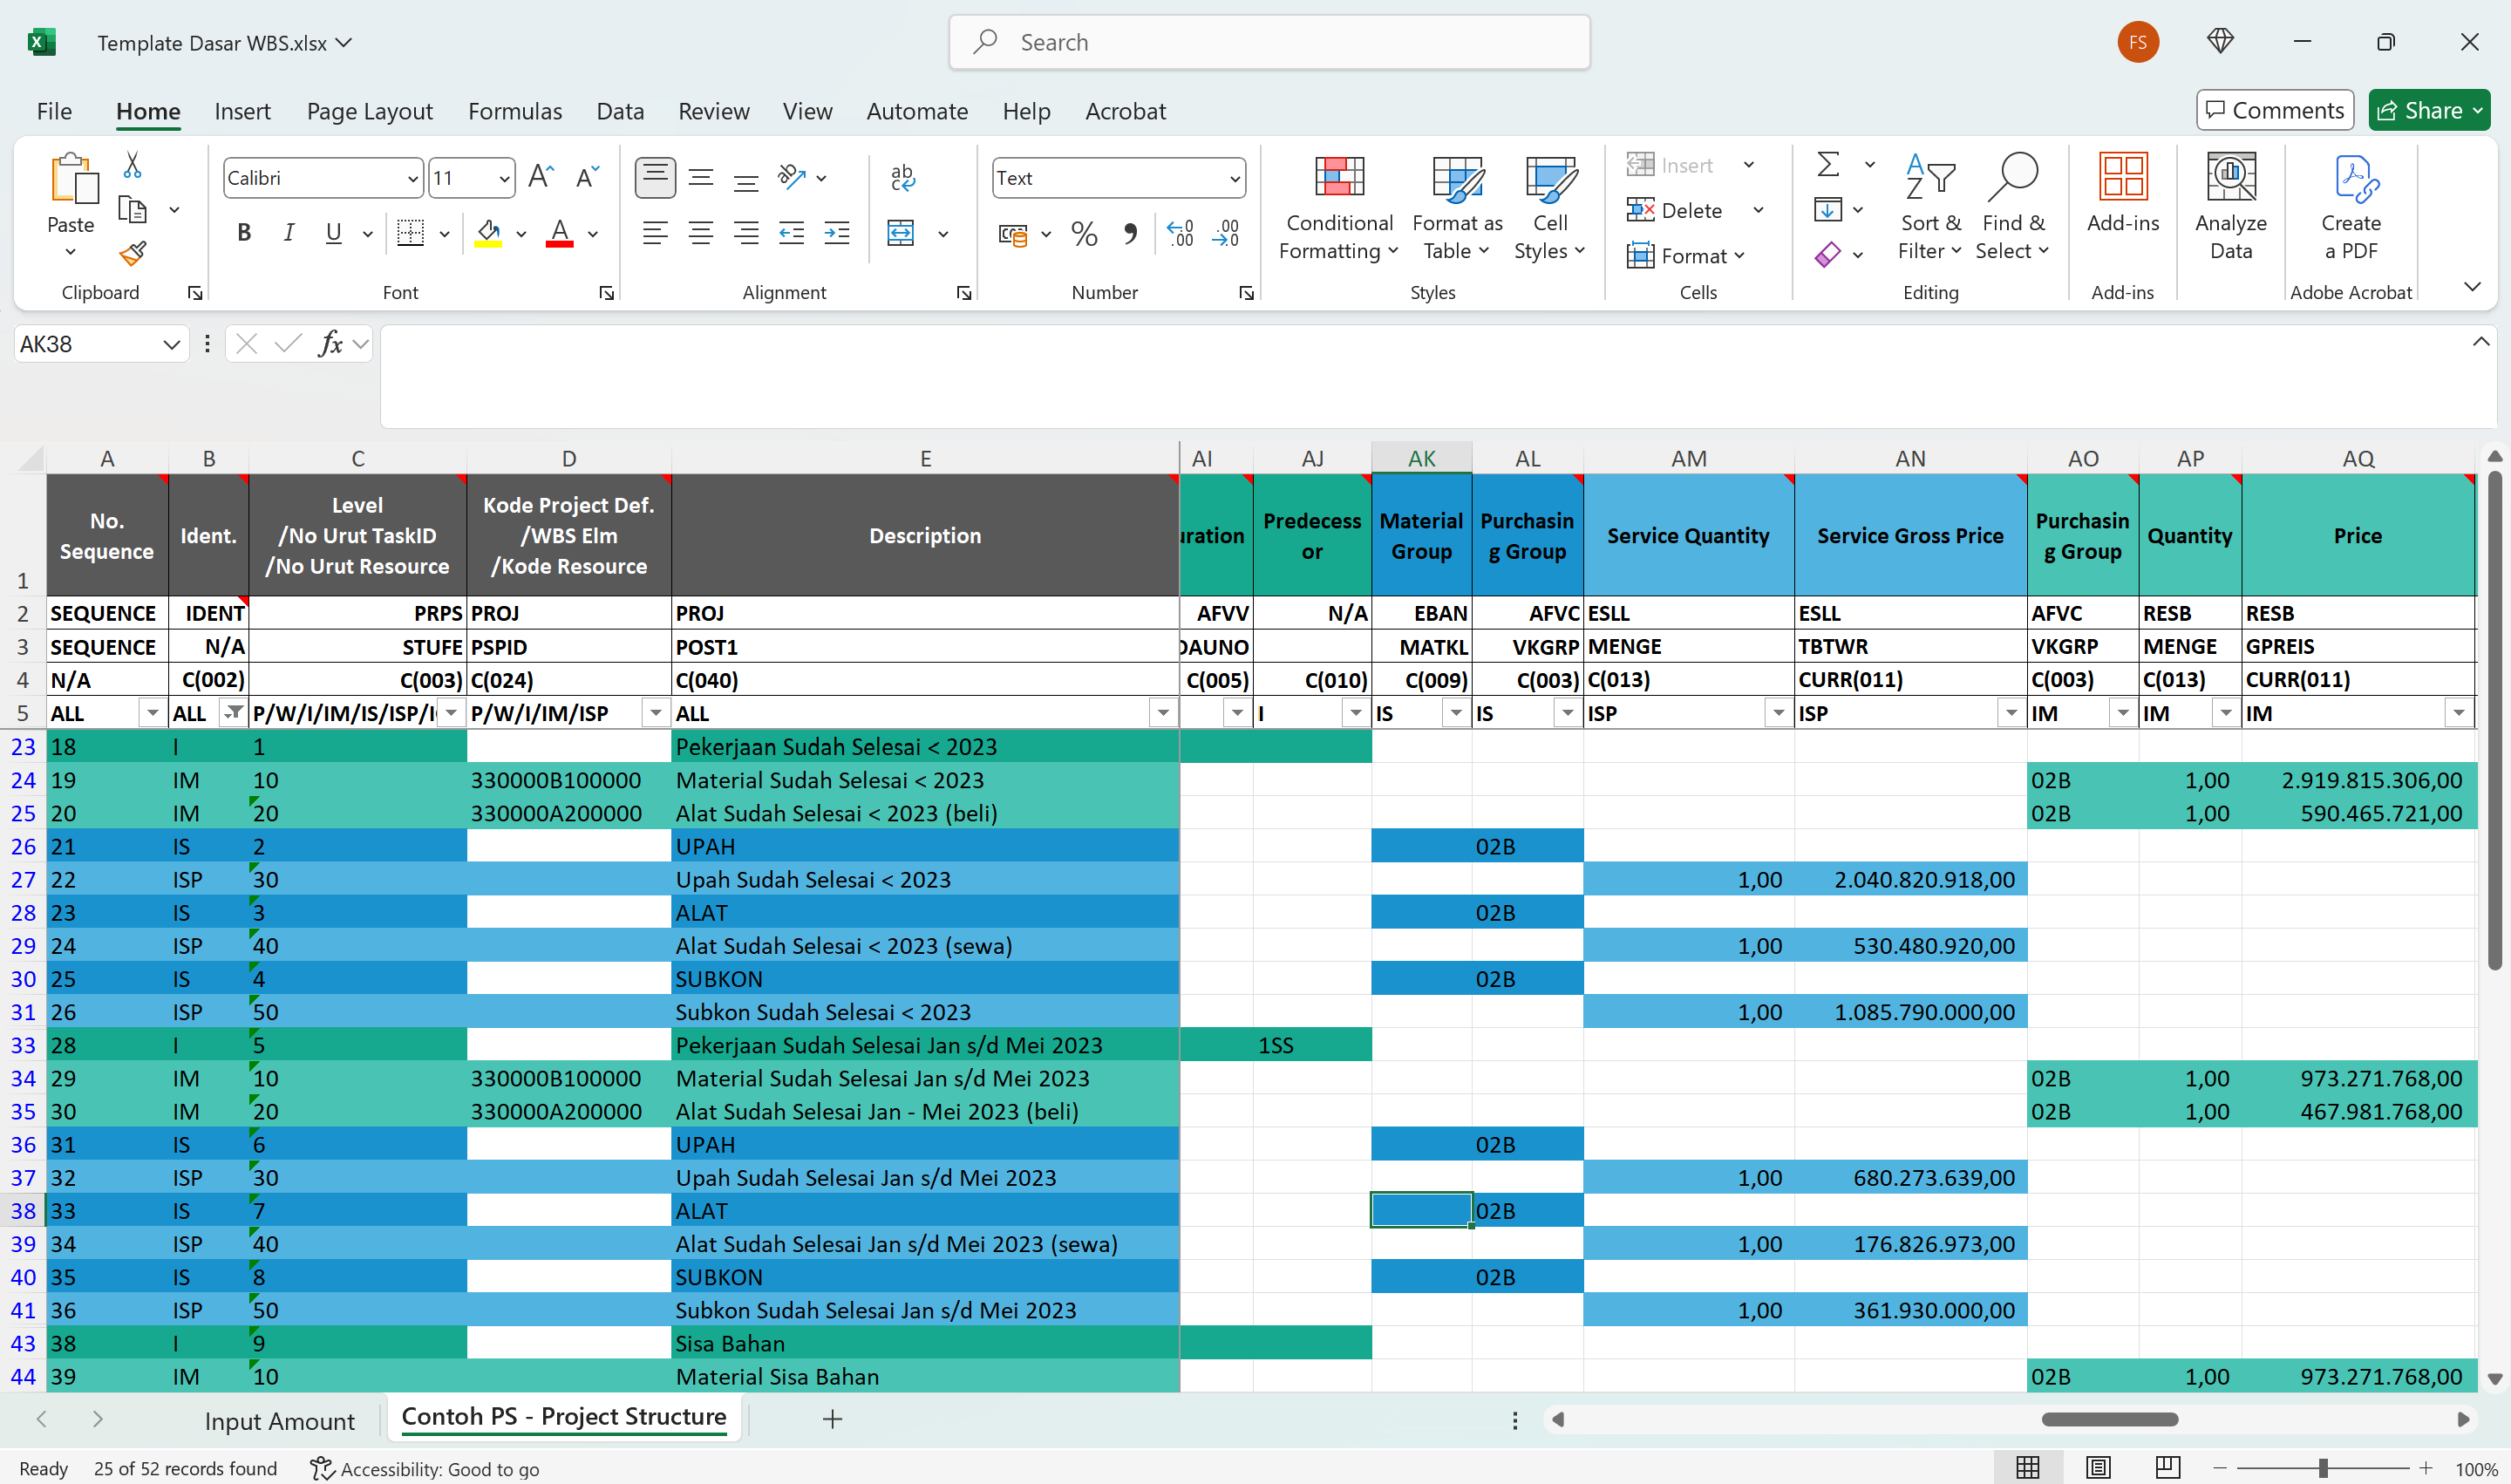 Template Dasar WBS.xlsx
Search
FS
File Home Insert Page Layout Formulas Data Review View Automate Help Acrobat Comments Share
Paste Calibri 11 Text Conditional Formatting Format as Table Cell Styles Insert Delete Format Sort & Filter Find & Select Add-ins Analyze Data Create a PDF
Clipboard Font Alignment Number Styles Cells Editing Add-ins Adobe Acrobat
AK38 fx
A B C D E AI AJ AK AL AM AN AO AP AQ
1 No. Sequence Ident. Level /No Urut TaskID /No Urut Resource Kode Project Def. /WBS Elm /Kode Resource Description uration Predecessor Material Group Purchasing Group Service Quantity Service Gross Price Purchasing Group Quantity Price
2 SEQUENCE IDENT PRPS PROJ PROJ AFVV N/A EBAN AFVC ESLL ESLL AFVC RESB RESB
3 SEQUENCE N/A STUFE PSPID POST1 DAUNO MATKL VKGRP MENGE TBTWR VKGRP MENGE GPREIS
4 N/A C(002) C(003) C(024) C(040) C(005) C(010) C(009) C(003) C(013) CURR(011) C(003) C(013) CURR(011)
5 ALL ALL P/W/I/IM/IS/ISP/I P/W/I/IM/ISP ALL I IS IS ISP ISP IM IM IM
23 18 I 1 Pekerjaan Sudah Selesai < 2023
24 19 IM 10 330000B100000 Material Sudah Selesai < 2023 02B 1,00 2.919.815.306,00
25 20 IM 20 330000A200000 Alat Sudah Selesai < 2023 (beli) 02B 1,00 590.465.721,00
26 21 IS 2 UPAH 02B
27 22 ISP 30 Upah Sudah Selesai < 2023 1,00 2.040.820.918,00
28 23 IS 3 ALAT 02B
29 24 ISP 40 Alat Sudah Selesai < 2023 (sewa) 1,00 530.480.920,00
30 25 IS 4 SUBKON 02B
31 26 ISP 50 Subkon Sudah Selesai < 2023 1,00 1.085.790.000,00
33 28 I 5 Pekerjaan Sudah Selesai Jan s/d Mei 2023 1SS
34 29 IM 10 330000B100000 Material Sudah Selesai Jan s/d Mei 2023 02B 1,00 973.271.768,00
35 30 IM 20 330000A200000 Alat Sudah Selesai Jan - Mei 2023 (beli) 02B 1,00 467.981.768,00
36 31 IS 6 UPAH 02B
37 32 ISP 30 Upah Sudah Selesai Jan s/d Mei 2023 1,00 680.273.639,00
38 33 IS 7 ALAT 02B
39 34 ISP 40 Alat Sudah Selesai Jan s/d Mei 2023 (sewa) 1,00 176.826.973,00
40 35 IS 8 SUBKON 02B
41 36 ISP 50 Subkon Sudah Selesai Jan s/d Mei 2023 1,00 361.930.000,00
43 38 I 9 Sisa Bahan
44 39 IM 10 Material Sisa Bahan 02B 1,00 973.271.768,00
Input Amount Contoh PS - Project Structure
Ready 25 of 52 records found Accessibility: Good to go 100%